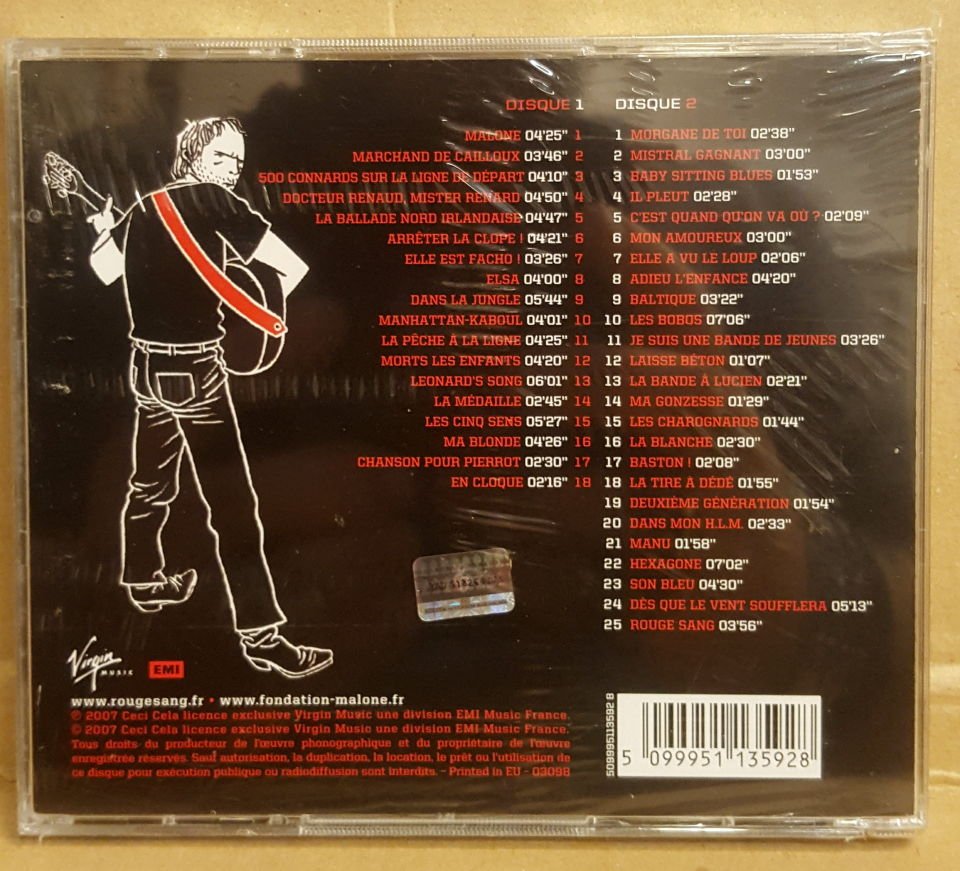 DISQUE 1
MALONE 04'25" 1
MARCHAND DE CAILLOUX 03'46" 2
500 CONNARDS SUR LA LIGNE DE DÉPART 04'10" 3
DOCTEUR RENAUD, MISTER RENARD 04'50" 4
LA BALLADE NORD IRLANDAISE 04'47" 5
ARRÊTER LA CLOPE ! 04'21" 6
ELLE EST FACHO ! 03'26" 7
ELSA 04'00" 8
DANS LA JUNGLE 05'44" 9
MANHATTAN-KABOUL 04'01" 10
LA PÊCHE À LA LIGNE 04'25" 11
MORTS LES ENFANTS 04'20" 12
LEONARD'S SONG 06'01" 13
LA MÉDAILLE 02'45" 14
LES CINQ SENS 05'27" 15
MA BLONDE 04'26" 16
CHANSON POUR PIERROT 02'30" 17
EN CLOQUE 02'16" 18
DISQUE 2
1 MORGANE DE TOI 02'38"
2 MISTRAL GAGNANT 03'00"
3 BABY SITTING BLUES 01'53"
4 IL PLEUT 02'28"
5 C'EST QUAND QU'ON VA OÙ ? 02'09"
6 MON AMOUREUX 03'00"
7 ELLE A VU LE LOUP 02'06"
8 ADIEU L'ENFANCE 04'20"
9 BALTIQUE 03'22"
10 LES BOBOS 07'06"
11 JE SUIS UNE BANDE DE JEUNES 03'26"
12 LAISSE BÉTON 01'07"
13 LA BANDE À LUCIEN 02'21"
14 MA GONZESSE 01'29"
15 LES CHAROGNARDS 01'44"
16 LA BLANCHE 02'30"
17 BASTON ! 02'08"
18 LA TIRE À DÉDÉ 01'55"
19 DEUXIÈME GÉNÉRATION 01'54"
20 DANS MON H.L.M. 02'33"
21 MANU 01'58"
22 HEXAGONE 07'02"
23 SON BLEU 04'30"
24 DÈS QUE LE VENT SOUFFLERA 05'13"
25 ROUGE SANG 03'56"
Virgin MUSIC EMI
www.rougesang.fr • www.fondation-malone.fr
℗ 2007 Ceci Cela licence exclusive Virgin Music une division EMI Music France.
© 2007 Ceci Cela licence exclusive Virgin Music une division EMI Music France.
Tous droits du producteur de l'œuvre phonographique et du propriétaire de l'œuvre
enregistrée réservés. Sauf autorisation, la duplication, la location, le prêt ou l'utilisation de
ce disque pour exécution publique ou radiodiffusion sont interdits. – Printed in EU - 03098
5099995113592 8
5 099951 135928